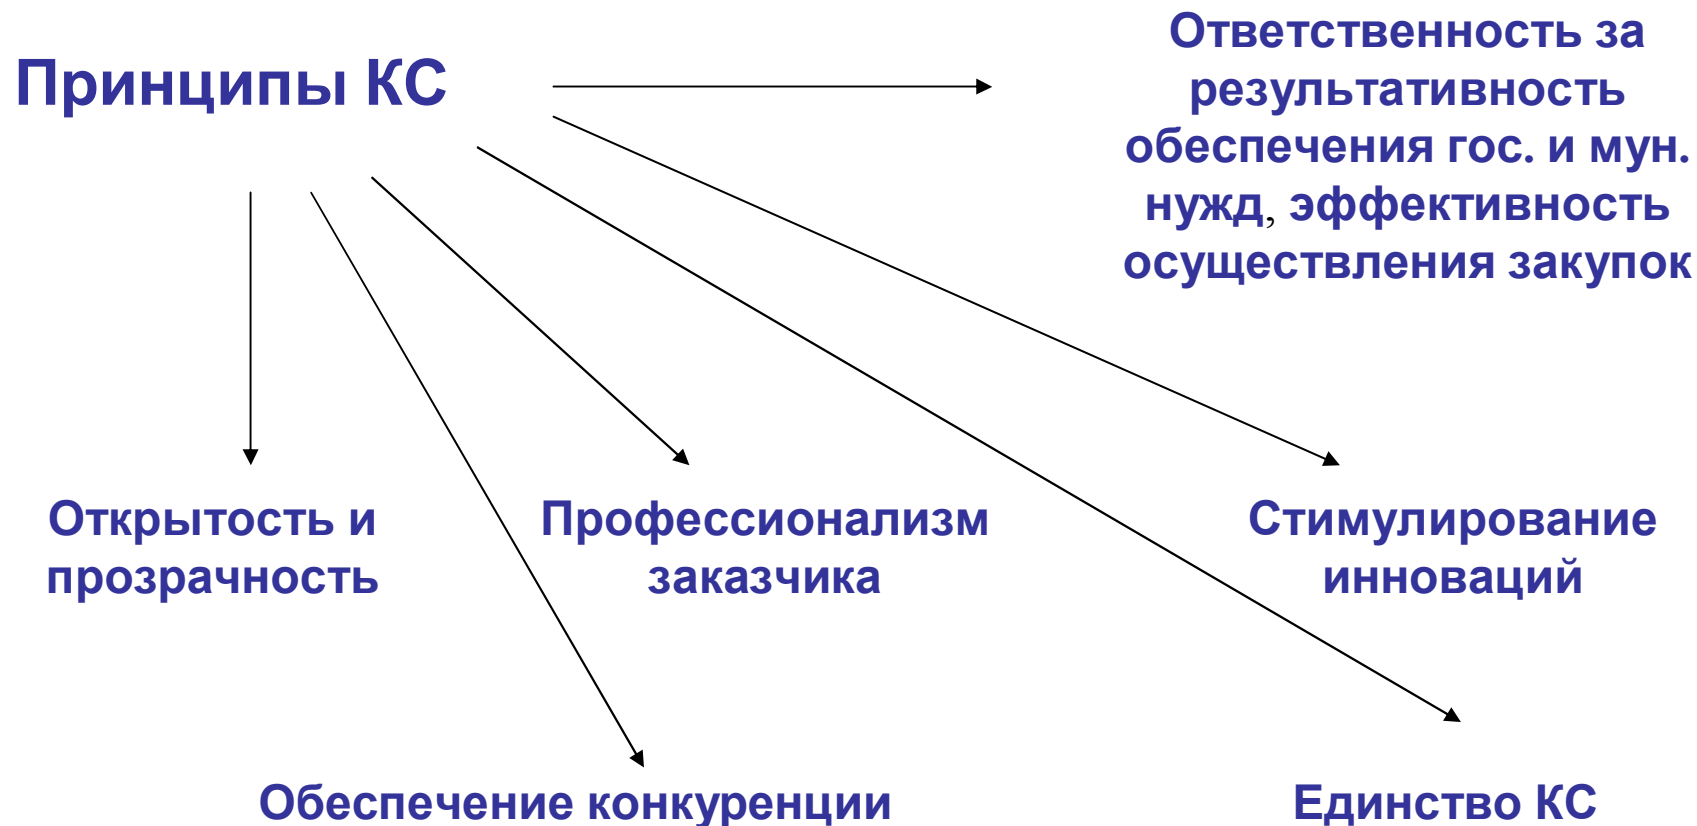 Принципы КС
Ответственность за
результативность
обеспечения гос. и мун.
нужд, эффективность
осуществления закупок
Открытость и
прозрачность
Профессионализм
заказчика
Стимулирование
инноваций
Обеспечение конкуренции
Единство КС